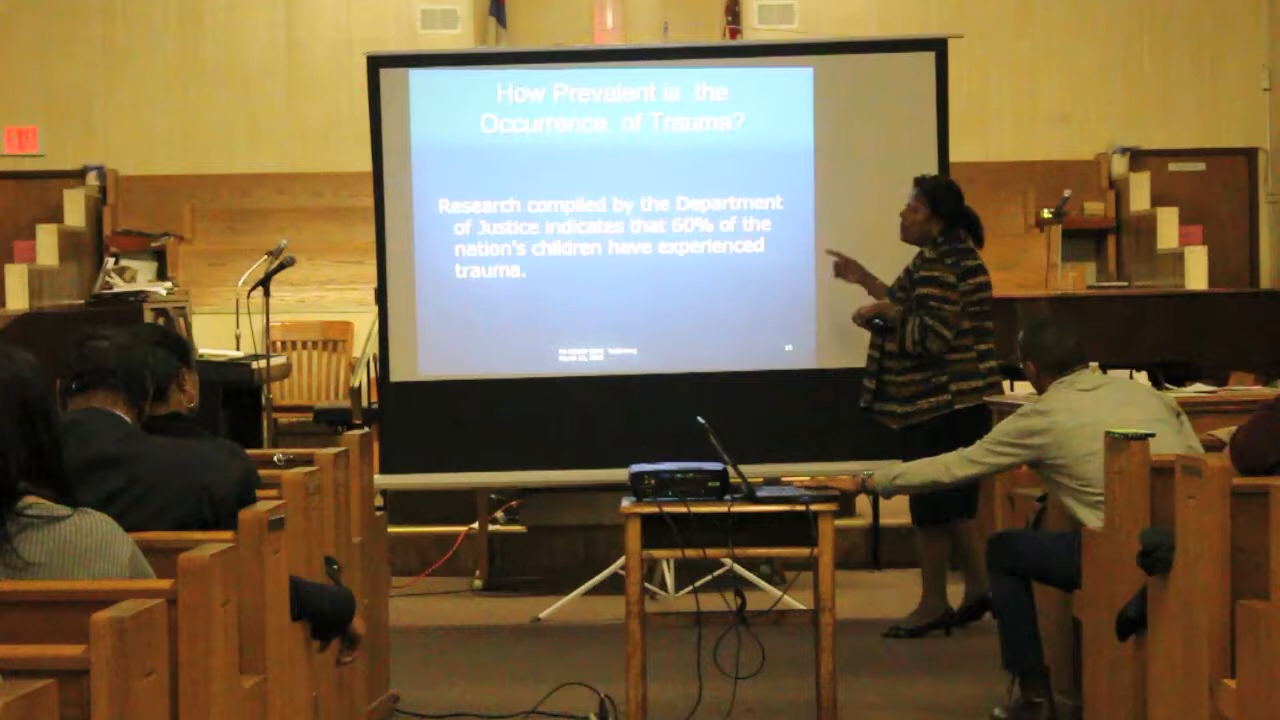 How Prevalent is the
Occurrence of Trauma?
Research compiled by the Department
of Justice indicates that 60% of the
nation's children have experienced
trauma.